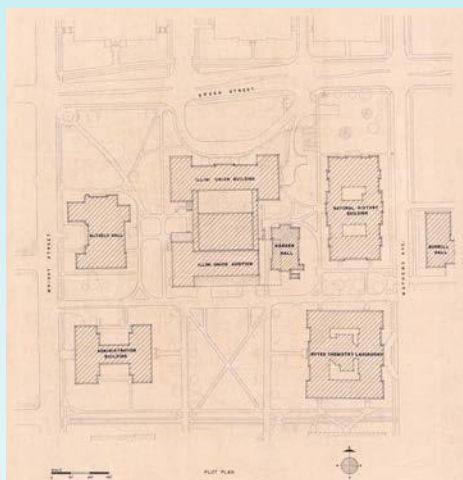 GREEN STREET
ILLINI UNION BUILDING
NATURAL HISTORY
BUILDING
ALTGELD HALL
HARKER
HALL
BURRILL
HALL
ILLINI UNION ADDITION
WRIGHT STREET
MATHEWS AVE.
ADMINISTRATION
BUILDING
NOYES CHEMISTRY LABORATORY
SCALE
PLOT PLAN